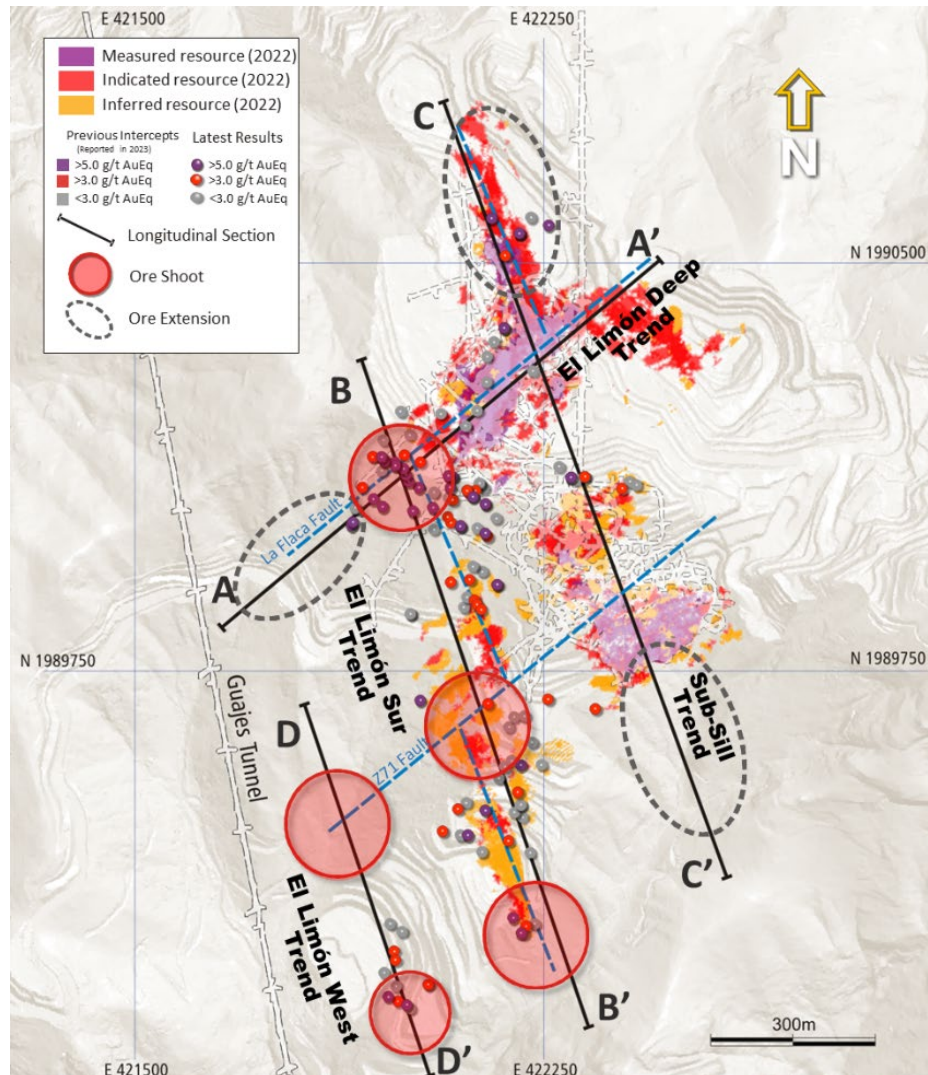 E 421500
E 422250
Measured resource (2022)
Indicated resource (2022)
Inferred resource (2022)
Previous Intercepts
(Reported in 2023)
Latest Results
>5.0 g/t AuEq
>5.0 g/t AuEq
>3.0 g/t AuEq
>3.0 g/t AuEq
<3.0 g/t AuEq
<3.0 g/t AuEq
Longitudinal Section
Ore Shoot
Ore Extension
N
C
A'
N 1990500
El Limón Deep
Trend
B
La Flaca Fault
A
El Limón Sur
Trend
N 1989750
N 1989750
Guajes Tunnel
Sub-Sill
Trend
D
Z71 Fault
C'
El Limón West
Trend
B'
300m
D'
E 421500
E 422250